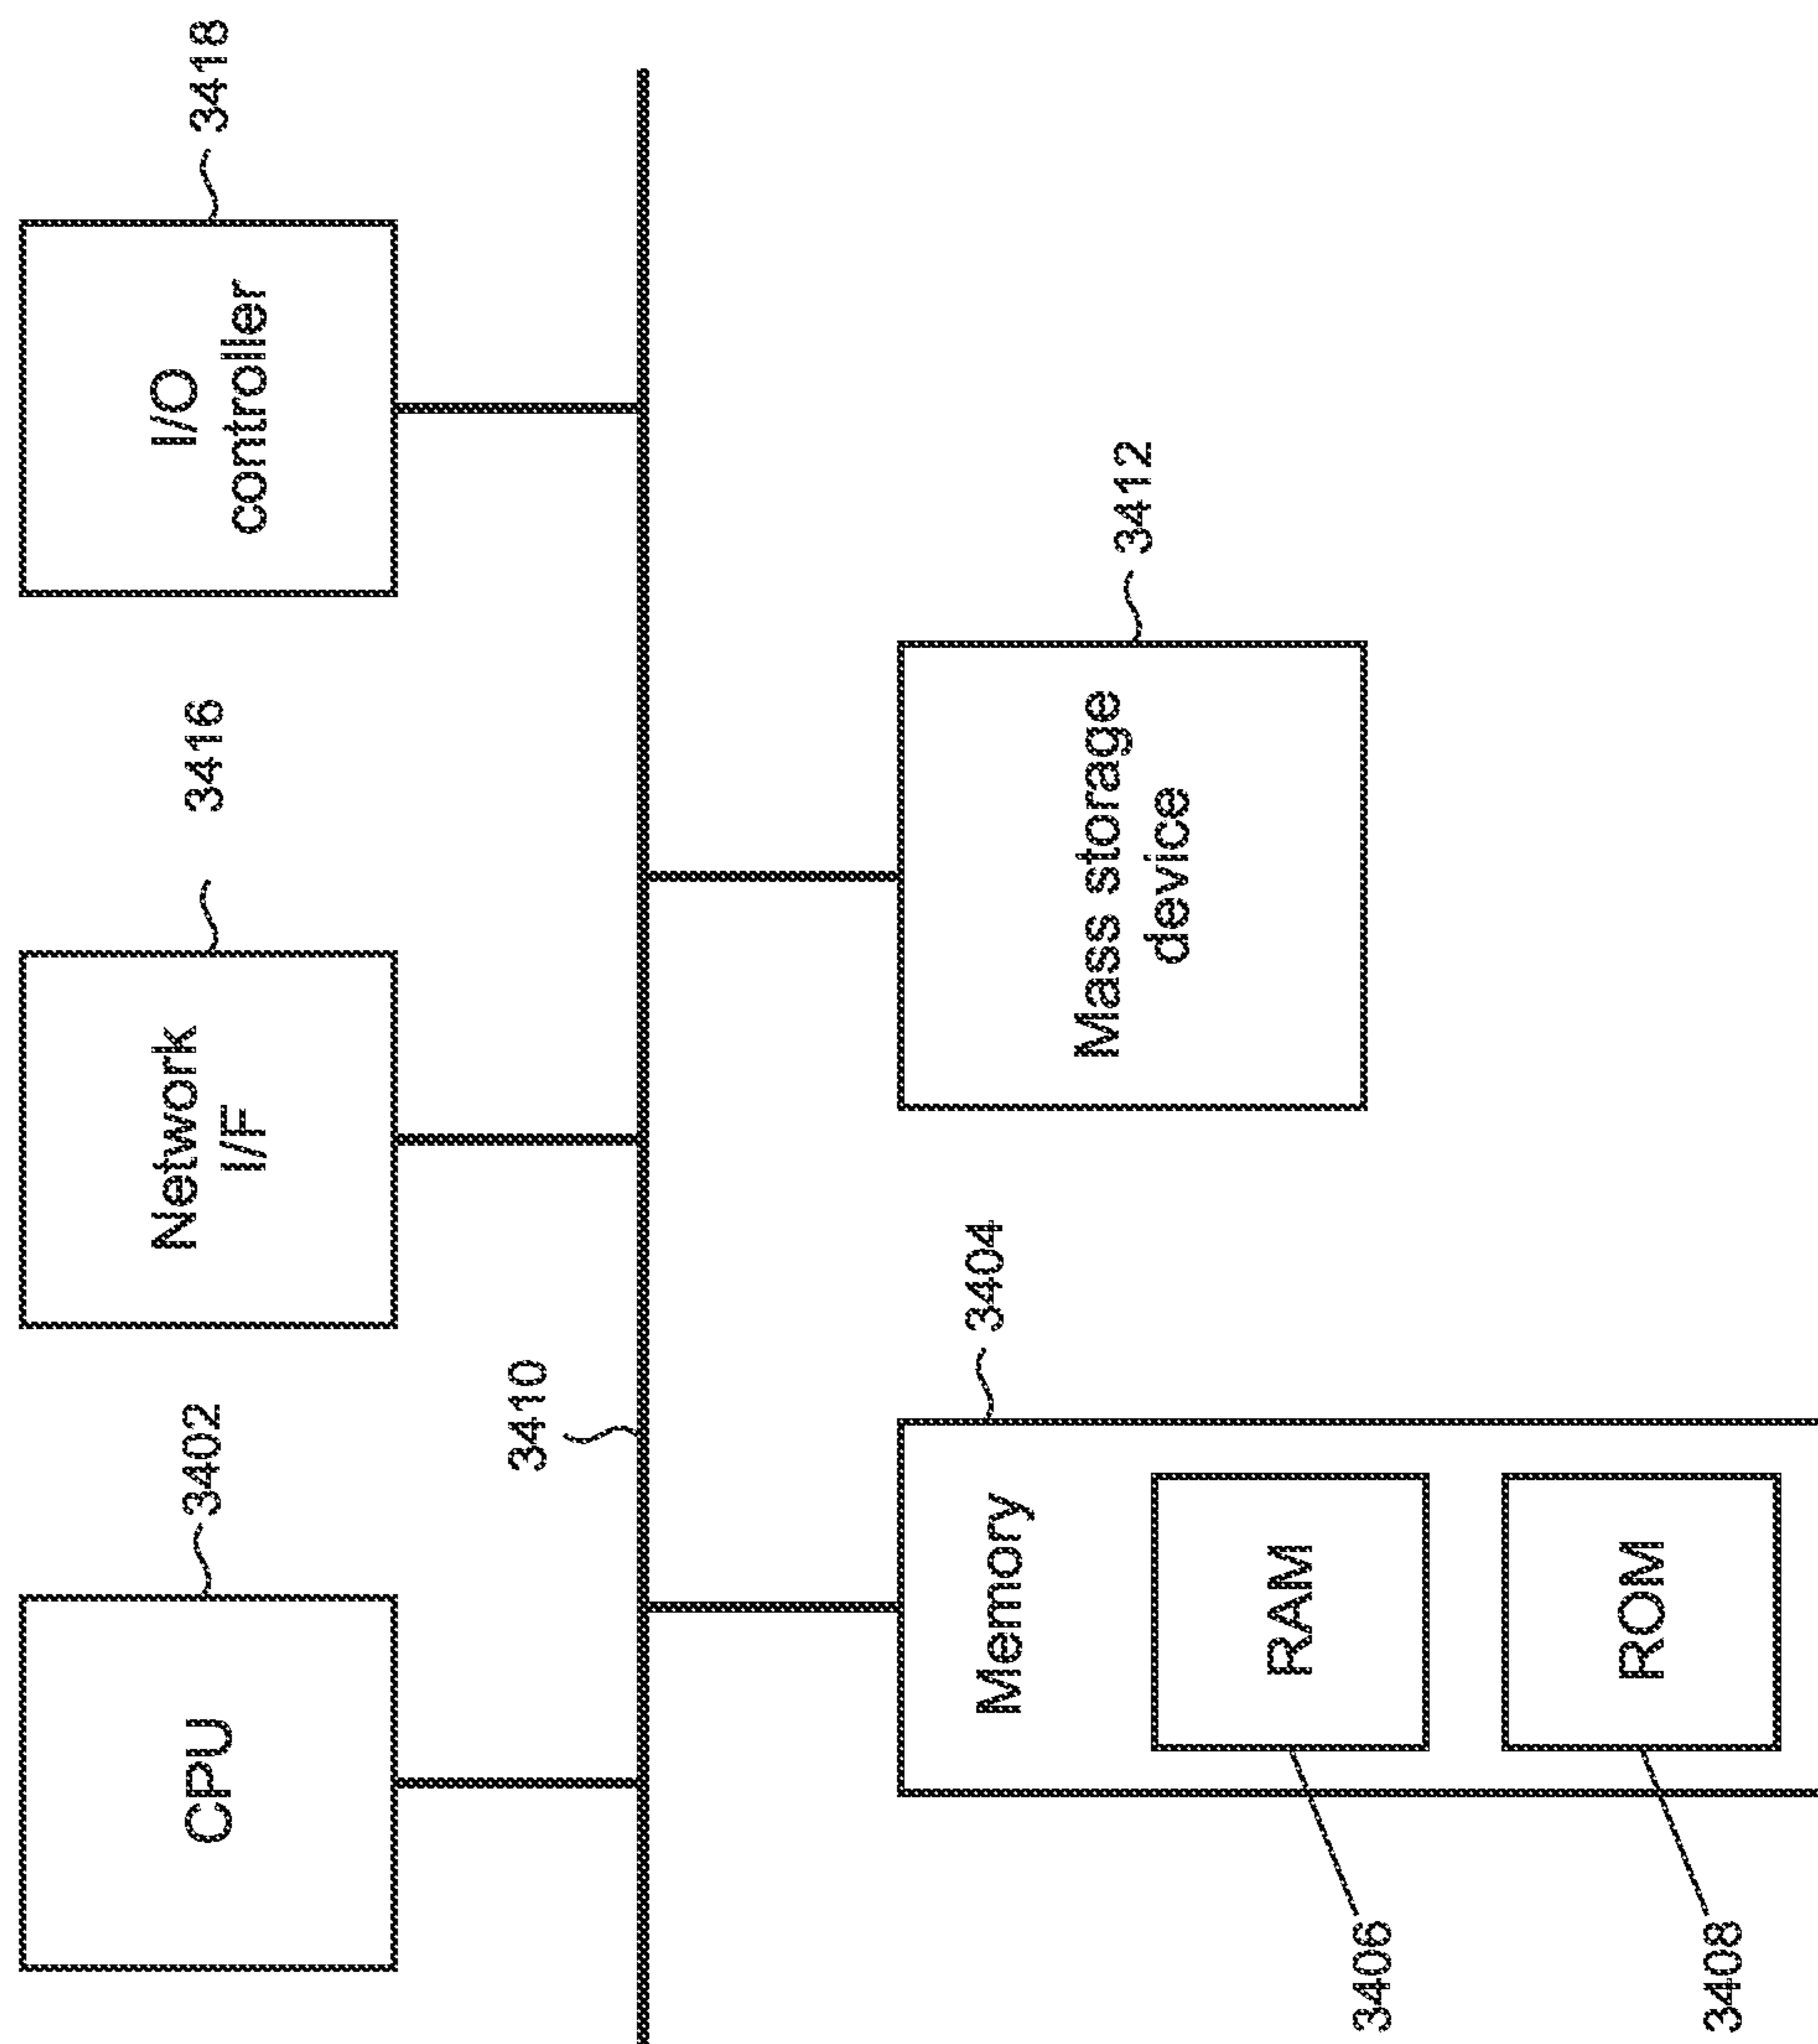 CPU
3402
Network
I/F
3416
I/O
controller
3418
3410
Memory
3404
RAM
3406
ROM
3408
Mass storage
device
3412